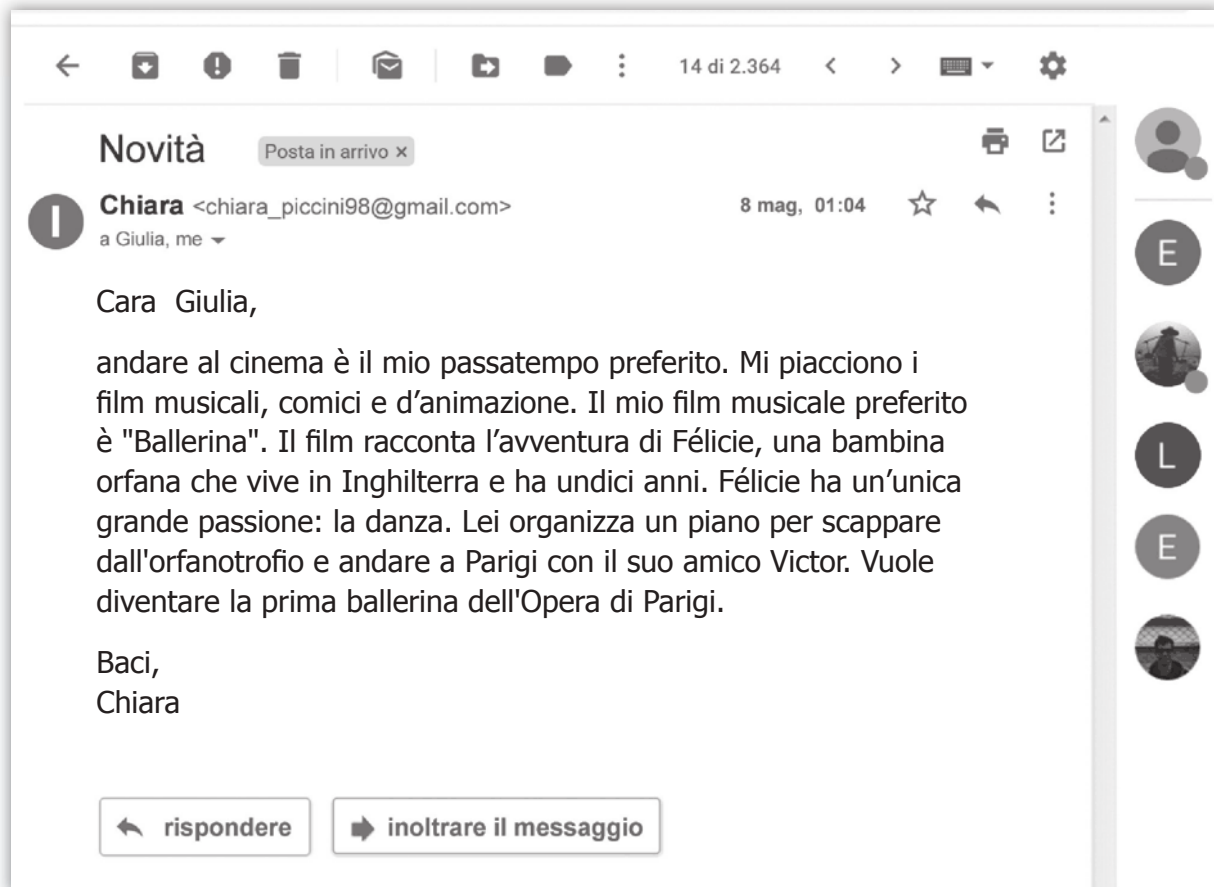 14 di 2.364
Novità
Posta in arrivo ×
I
Chiara <chiara_piccini98@gmail.com>
8 mag, 01:04
a Giulia, me
Cara Giulia,
andare al cinema è il mio passatempo preferito. Mi piacciono i
film musicali, comici e d'animazione. Il mio film musicale preferito
è "Ballerina". Il film racconta l'avventura di Félicie, una bambina
orfana che vive in Inghilterra e ha undici anni. Félicie ha un'unica
grande passione: la danza. Lei organizza un piano per scappare
dall'orfanotrofio e andare a Parigi con il suo amico Victor. Vuole
diventare la prima ballerina dell'Opera di Parigi.
Baci,
Chiara
rispondere
inoltrare il messaggio
E
L
E